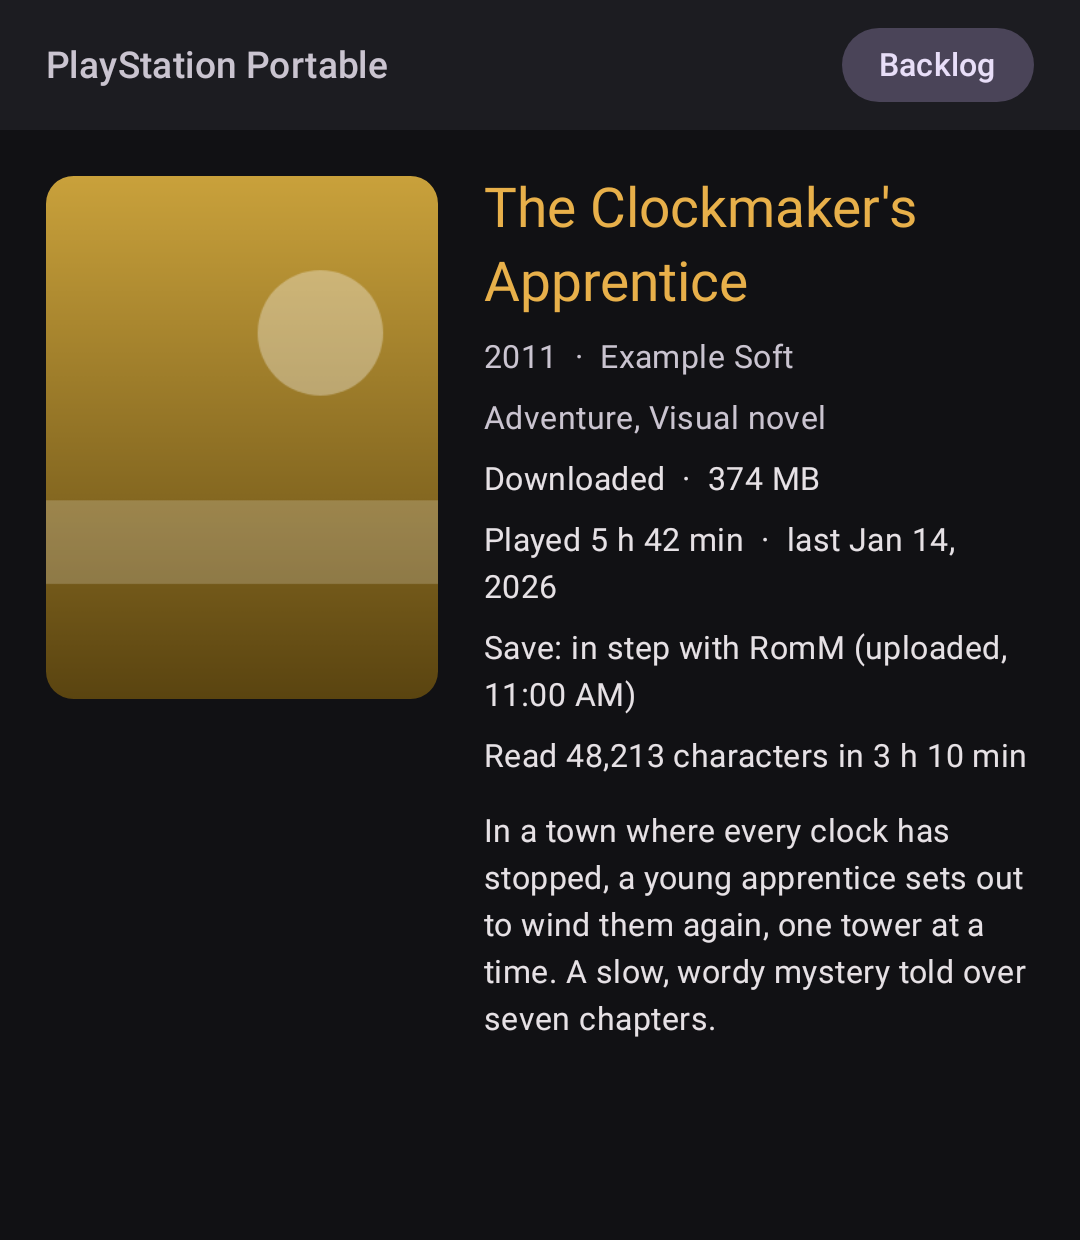 PlayStation Portable
Backlog
The Clockmaker's
Apprentice
2011 · Example Soft
Adventure, Visual novel
Downloaded · 374 MB
Played 5 h 42 min · last Jan 14,
2026
Save: in step with RomM (uploaded,
11:00 AM)
Read 48,213 characters in 3 h 10 min
In a town where every clock has
stopped, a young apprentice sets out
to wind them again, one tower at a
time. A slow, wordy mystery told over
seven chapters.